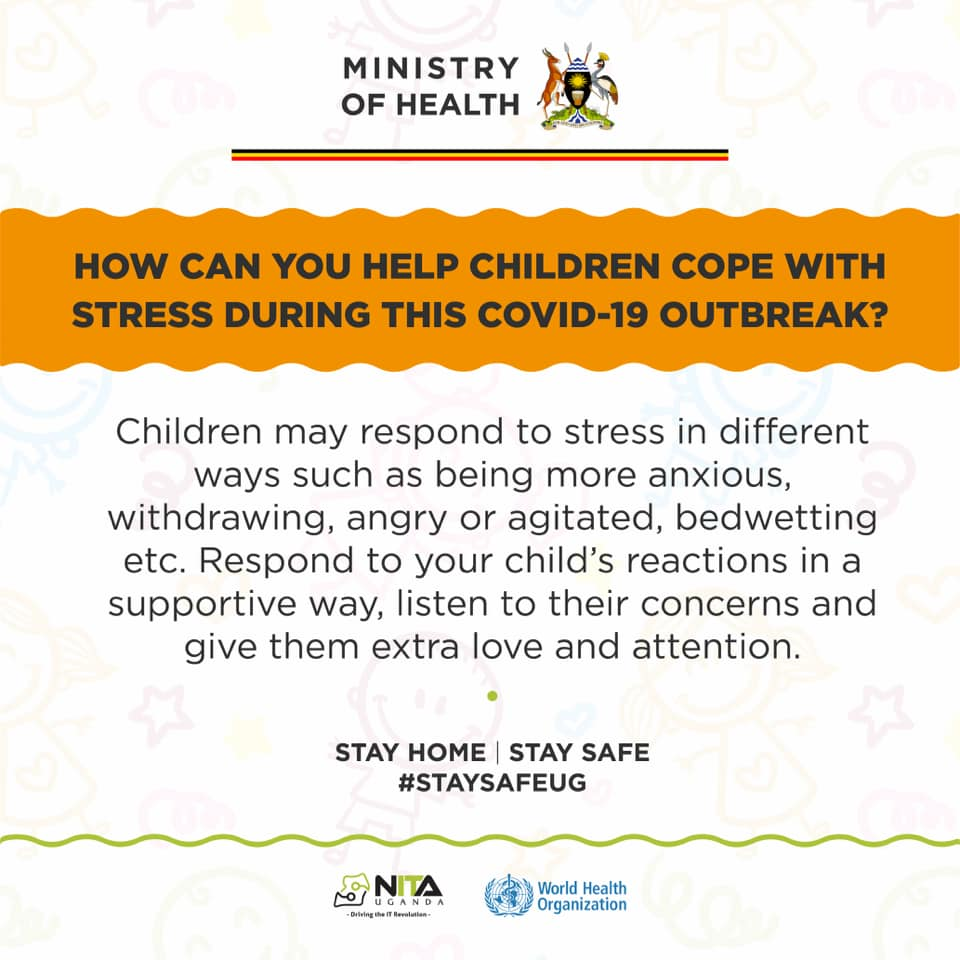 MINISTRY
OF HEALTH
HOW CAN YOU HELP CHILDREN COPE WITH
STRESS DURING THIS COVID-19 OUTBREAK?
Children may respond to stress in different
ways such as being more anxious,
withdrawing, angry or agitated, bedwetting
etc. Respond to your child’s reactions in a
supportive way, listen to their concerns and
give them extra love and attention.
STAY HOME | STAY SAFE
#STAYSAFEUG
NITA
UGANDA
- Driving the IT Revolution -
World Health
Organization